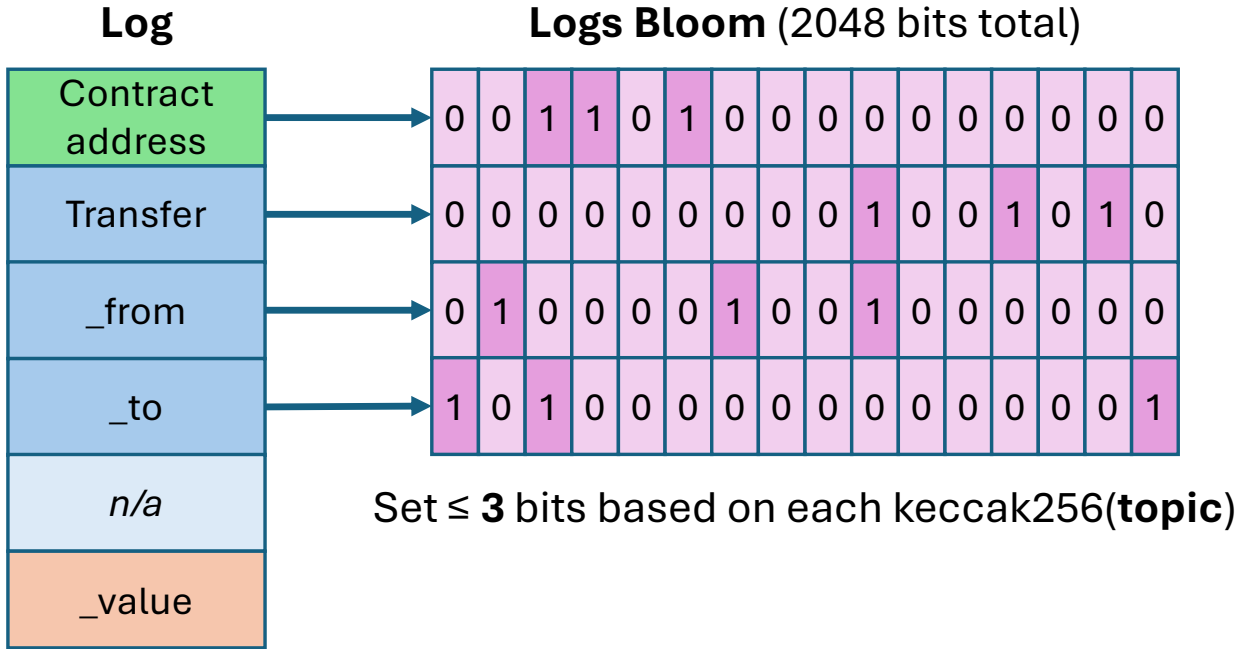 Log
Logs Bloom (2048 bits total)
Contract
address
0 0 1 1 0 1 0 0 0 0 0 0 0 0 0 0
Transfer
0 0 0 0 0 0 0 0 0 1 0 0 1 0 1 0
_from
0 1 0 0 0 0 1 0 0 1 0 0 0 0 0 0
_to
1 0 1 0 0 0 0 0 0 0 0 0 0 0 0 1
n/a
Set ≤ 3 bits based on each keccak256(topic)
_value